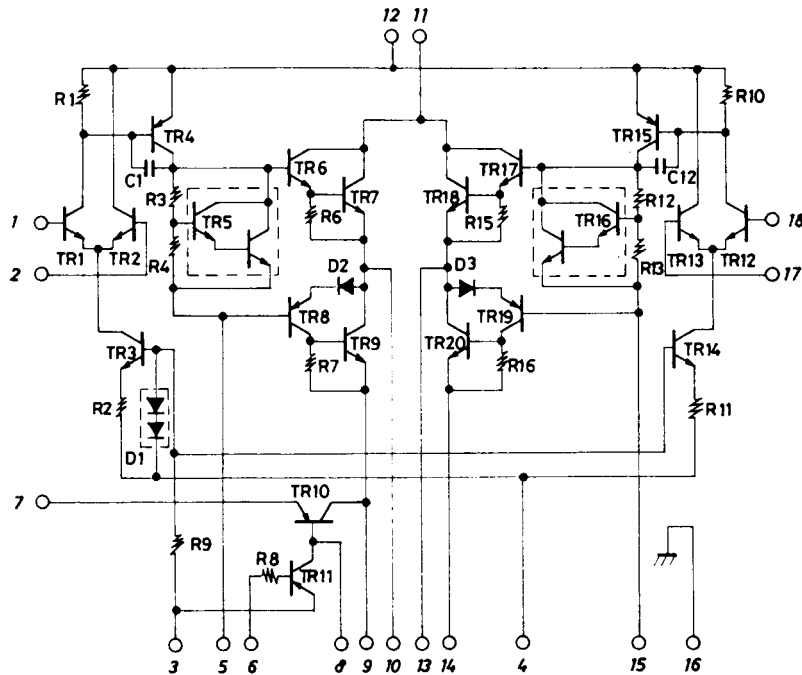 12 11
R1
TR4
TR15
R10
C1
R3
TR6
TR17
C12
R12
TR7
TR18
1
TR5
R6
R15
TR16
18
TR1
TR2
R4
R13
TR13
TR12
2
D2
D3
17
TR8
TR19
TR3
TR9
TR20
TR14
R7
R16
R2
R11
D1
7
TR10
R9
R8
TR11
3 5 6 8 9 10 13 14 4 15 16